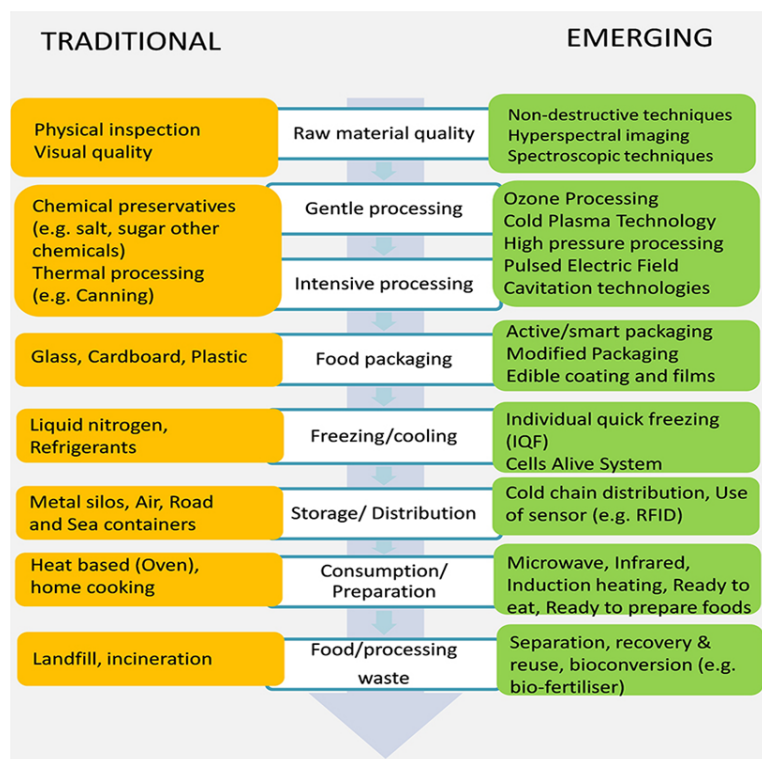 TRADITIONAL
EMERGING
Physical inspection
Visual quality
Raw material quality
Non-destructive techniques
Hyperspectral imaging
Spectroscopic techniques
Chemical preservatives
(e.g. salt, sugar other
chemicals)
Thermal processing
(e.g. Canning)
Gentle processing
Intensive processing
Ozone Processing
Cold Plasma Technology
High pressure processing
Pulsed Electric Field
Cavitation technologies
Glass, Cardboard, Plastic
Food packaging
Active/smart packaging
Modified Packaging
Edible coating and films
Liquid nitrogen,
Refrigerants
Freezing/cooling
Individual quick freezing
(IQF)
Cells Alive System
Metal silos, Air, Road
and Sea containers
Storage/ Distribution
Cold chain distribution, Use
of sensor (e.g. RFID)
Heat based (Oven),
home cooking
Consumption/
Preparation
Microwave, Infrared,
Induction heating, Ready to
eat, Ready to prepare foods
Landfill, incineration
Food/processing
waste
Separation, recovery &
reuse, bioconversion (e.g.
bio-fertiliser)